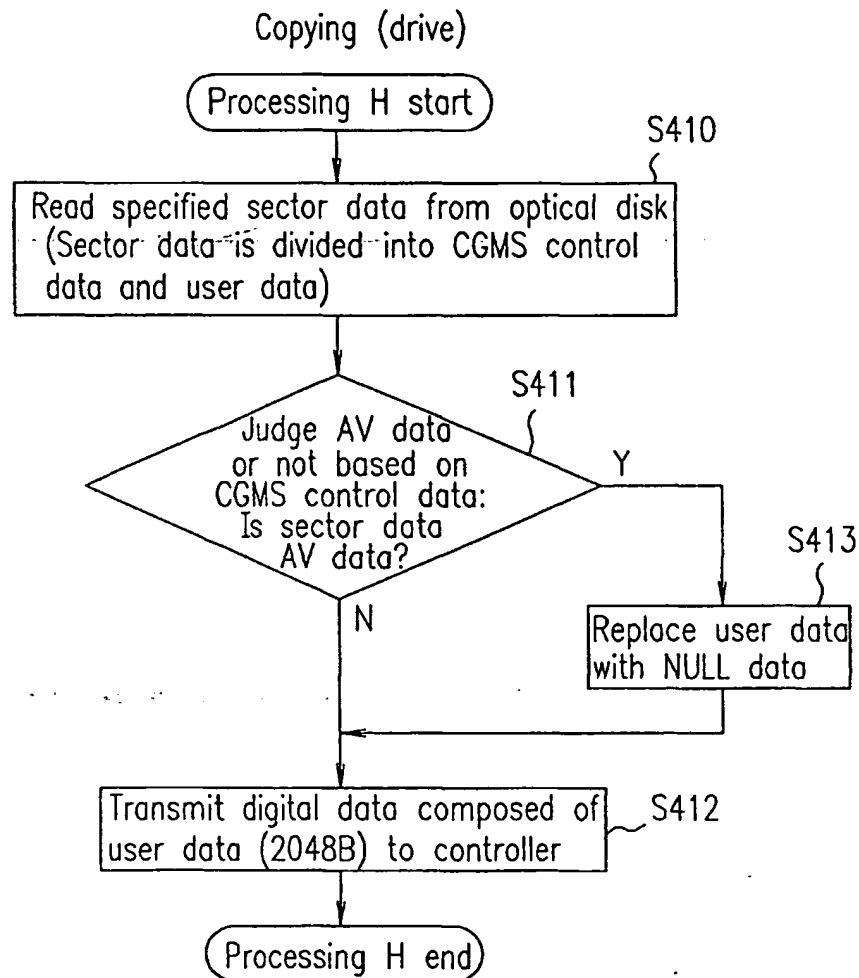 Copying (drive)
Processing H start
S410
Read specified sector data from optical disk
(Sector data is divided into CGMS control
data and user data)
S411
Judge AV data
or not based on
CGMS control data:
Is sector data
AV data?
Y
N
S413
Replace user data
with NULL data
Transmit digital data composed of
user data (2048B) to controller
S412
Processing H end